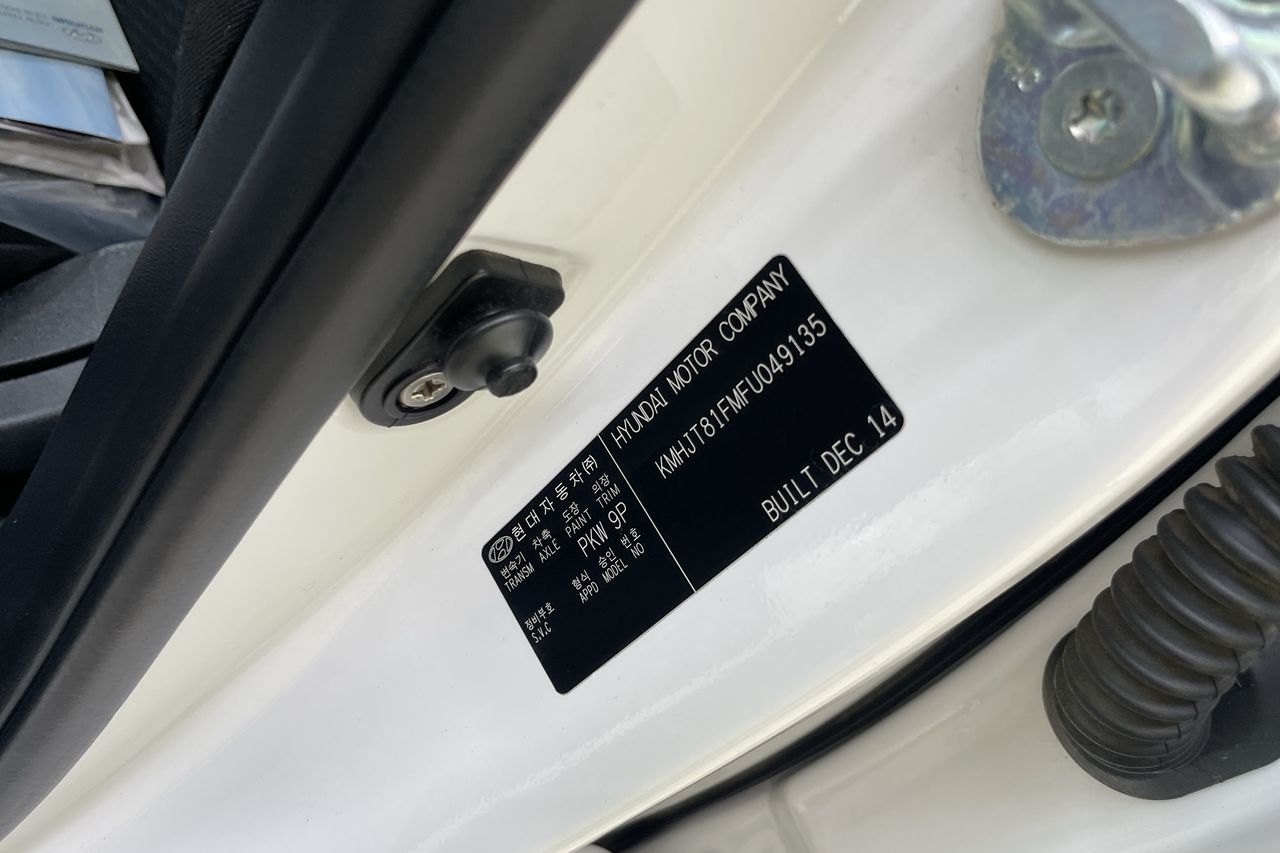 현대자동차(주)
변속기 차축 도장 의장
TRANSM AXLE PAINT TRIM
PKW 9P
형식 승인 번호
APPD MODEL NO
정비부호
S.V.C
HYUNDAI MOTOR COMPANY
KMHJT81FMFU049135
BUILT DEC 14
HYUNDAI